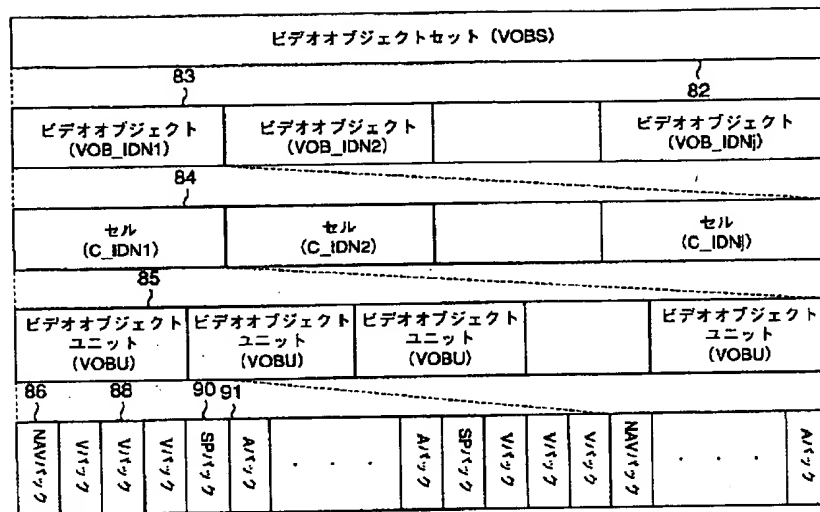 ビデオオブジェクトセット (VOBS)
83
82
ビデオオブジェクト
(VOB_IDN1)
ビデオオブジェクト
(VOB_IDN2)
ビデオオブジェクト
(VOB_IDNj)
84
セル
(C_IDN1)
セル
(C_IDN2)
セル
(C_IDNj)
85
ビデオオブジェクト
ユニット
(VOBU)
ビデオオブジェクト
ユニット
(VOBU)
ビデオオブジェクト
ユニット
(VOBU)
ビデオオブジェクト
ユニット
(VOBU)
86
88
90
91
NAVパック
Vパック
Vパック
Vパック
SPパック
Aパック
· · · ·
Aパック
SPパック
Vパック
Vパック
Vパック
NAVパック
· · ·
Aパック